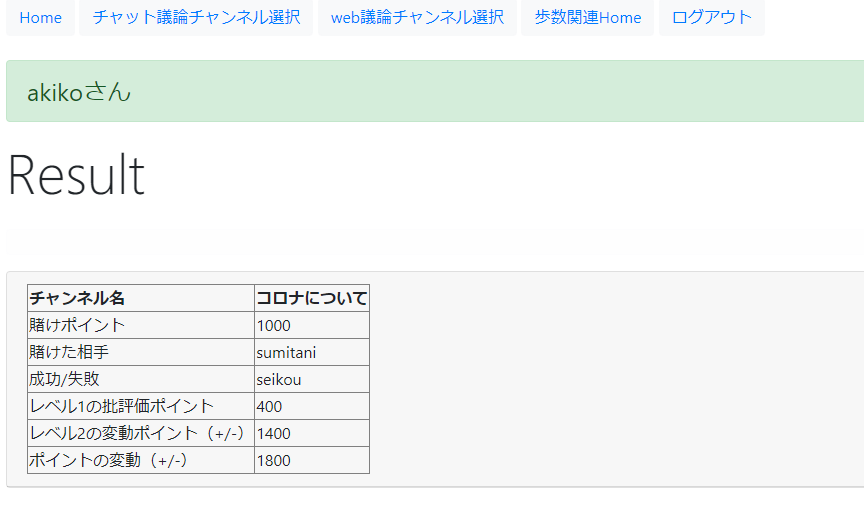 Home チャット議論チャンネル選択 web議論チャンネル選択 歩数関連Home ログアウト
akikoさん
Result
チャンネル名 コロナについて
賭けポイント 1000
賭けた相手 sumitani
成功/失敗 seikou
レベル1の批評価ポイント 400
レベル2の変動ポイント（+/-） 1400
ポイントの変動（+/-） 1800